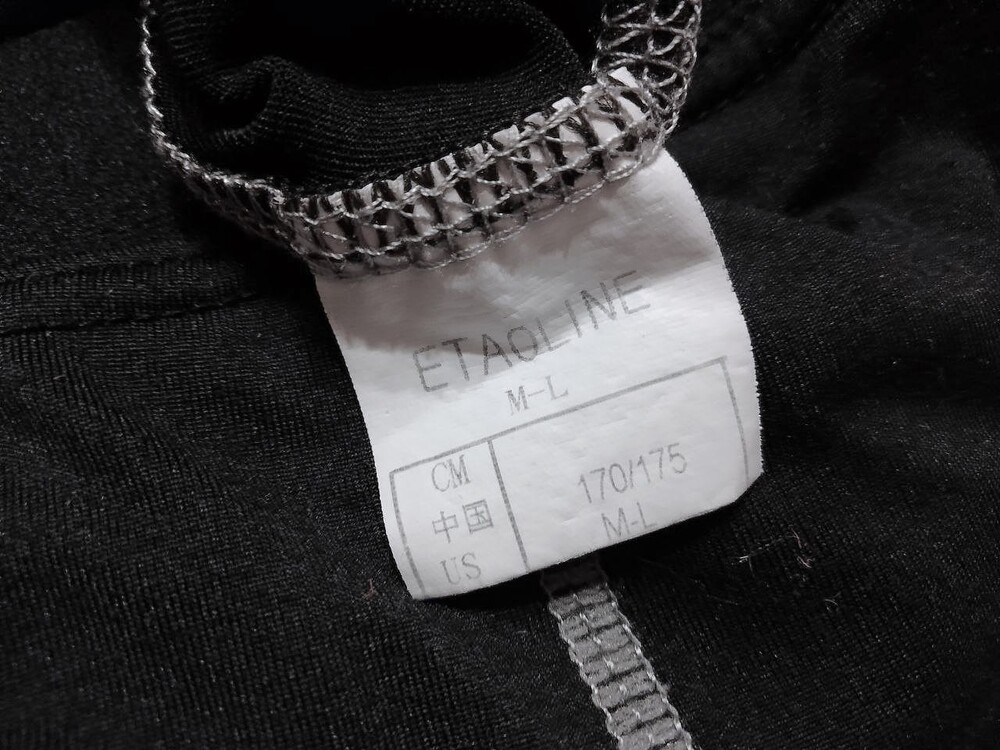 ETAOLINE
M-L
CM
中国
US
170/175
M-L